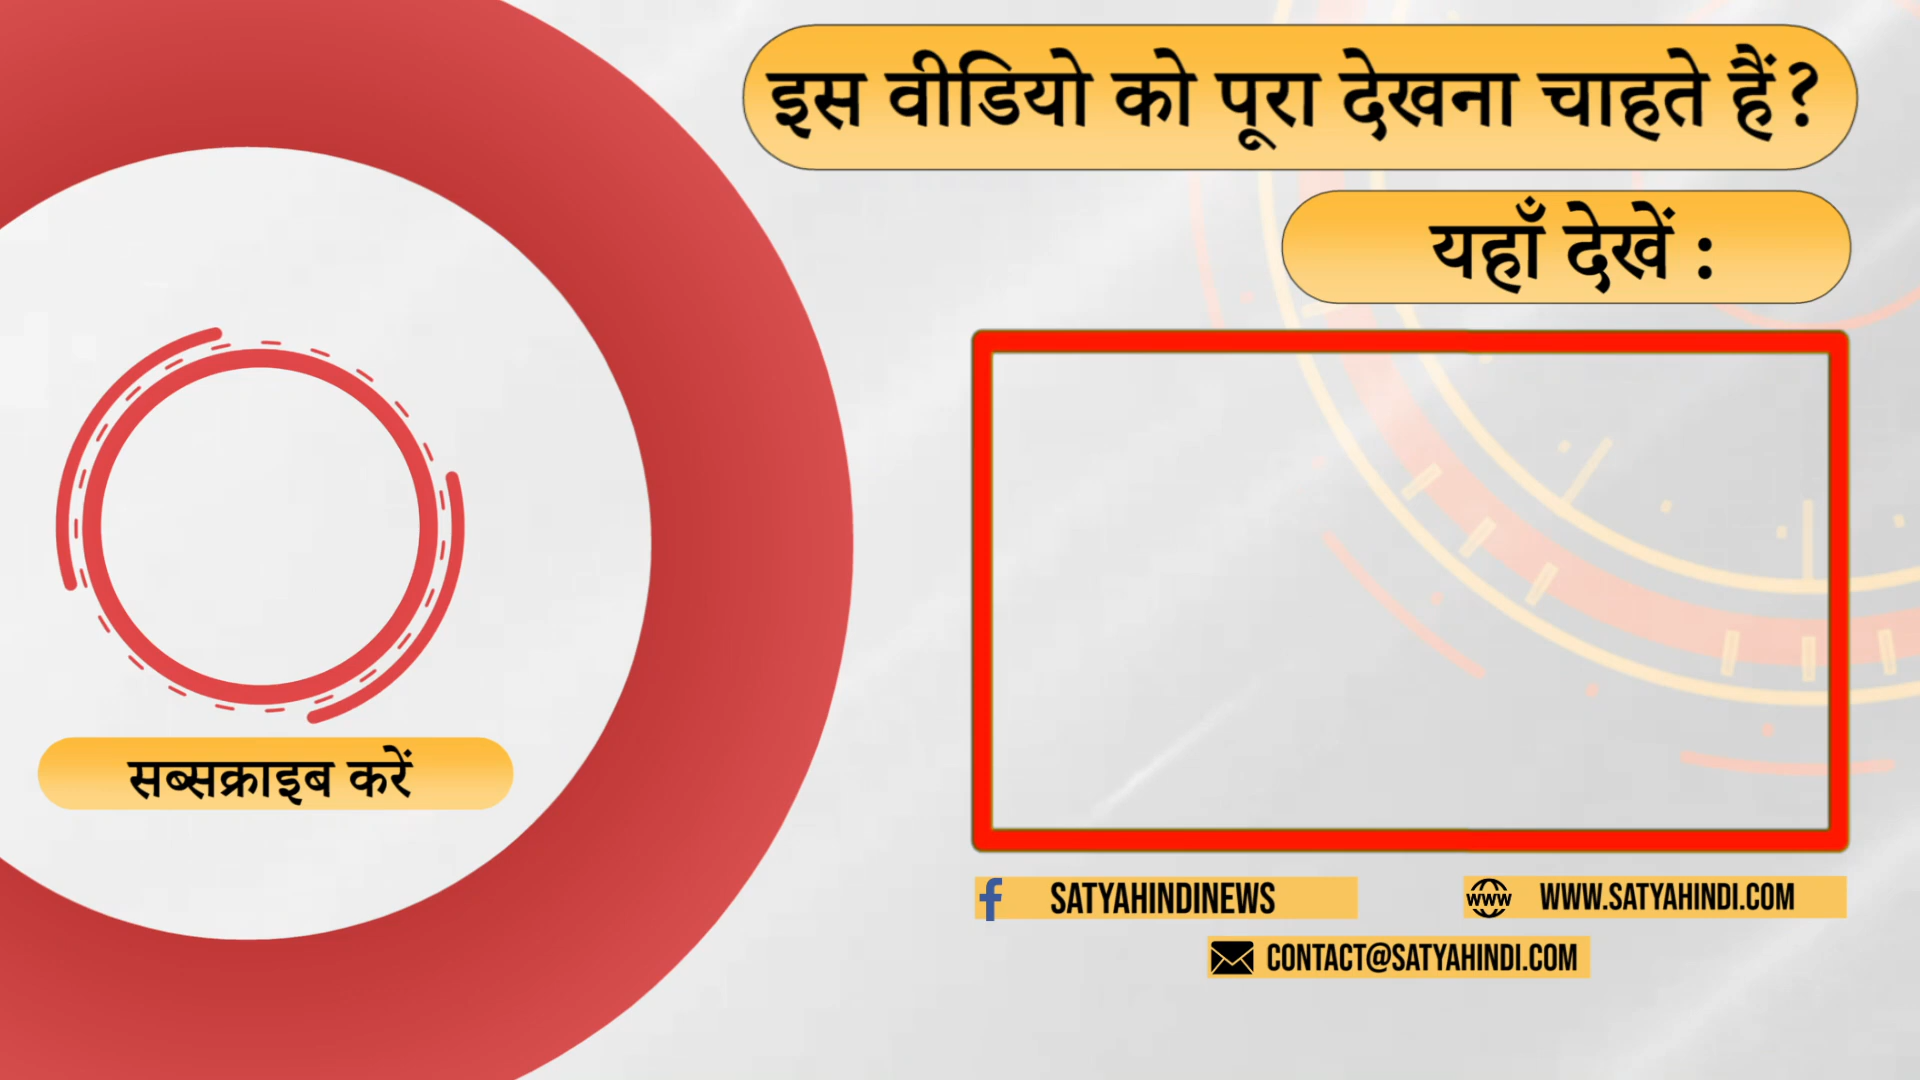 इस वीडियो को पूरा देखना चाहते हैं?
यहाँ देखें :
सब्सक्राइब करें
SATYAHINDINEWS
WWW
WWW.SATYAHINDI.COM
CONTACT@SATYAHINDI.COM